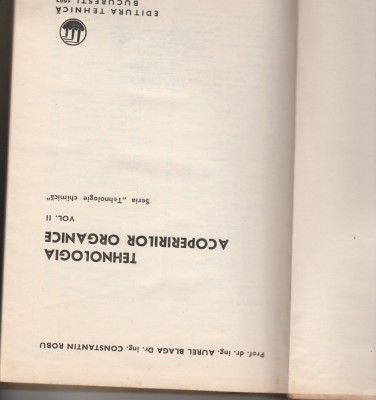 Prof. dr. ing. AUREL BLAGA Dr. ing. CONSTANTIN ROBU
TEHNOLOGIA
ACOPERIRILOR ORGANICE
VOL. II
Seria „Tehnologie chimică”
EDITURA TEHNICĂ
BUCUREȘTI